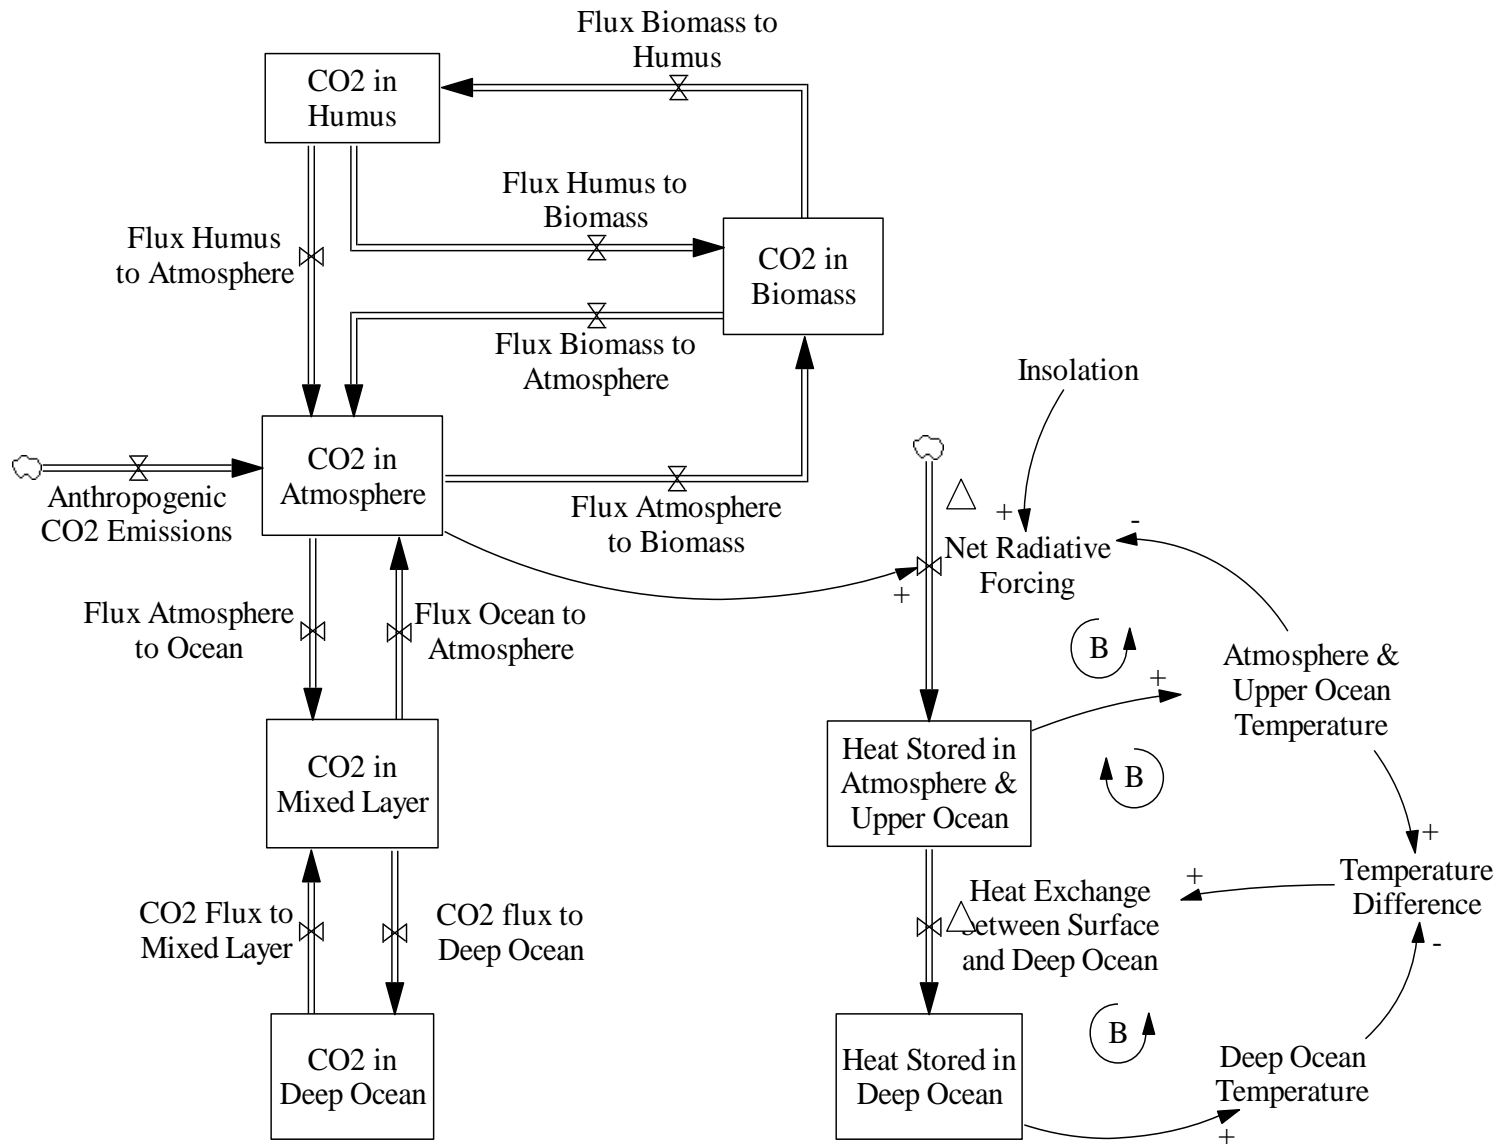 Flux Biomass to
Humus
CO2 in
Humus
Flux Humus to
Biomass
Flux Humus
to Atmosphere
CO2 in
Biomass
Flux Biomass to
Atmosphere
Insolation
CO2 in
Atmosphere
Anthropogenic
CO2 Emissions
Flux Atmosphere
to Biomass
+
-
Net Radiative
Forcing
+
Flux Atmosphere
to Ocean
Flux Ocean to
Atmosphere
B
Atmosphere &
Upper Ocean
Temperature
+
CO2 in
Mixed Layer
Heat Stored in
Atmosphere &
Upper Ocean
B
+
Temperature
Difference
+
Heat Exchange
between Surface
and Deep Ocean
-
CO2 Flux to
Mixed Layer
CO2 flux to
Deep Ocean
B
CO2 in
Deep Ocean
Heat Stored in
Deep Ocean
Deep Ocean
Temperature
+